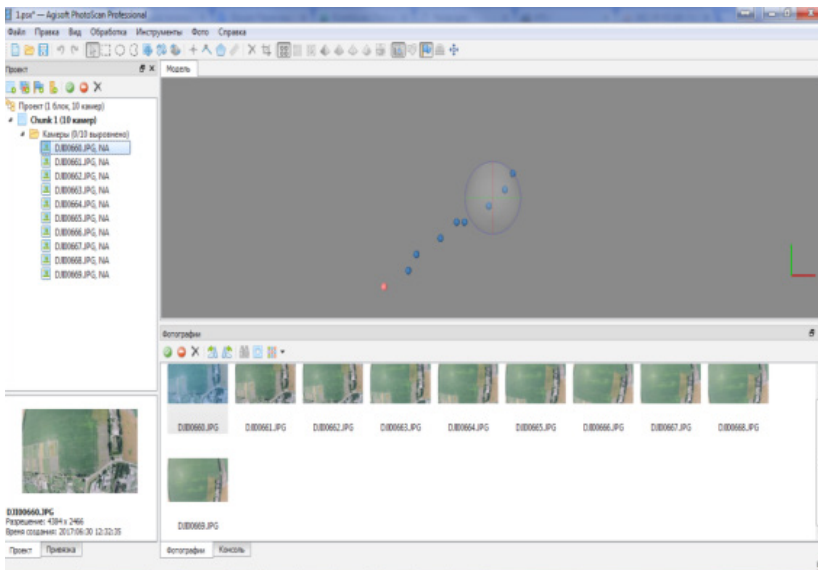 1.psx* — Agisoft PhotoScan Professional
Файл Правка Вид Обработка Инструменты Фото Справка
Проект
Модель
Проект (1 блок, 10 камер)
Chunk 1 (10 камер)
Камеры (0/10 выровнено)
DJI00660.JPG, NA
DJI00661.JPG, NA
DJI00662.JPG, NA
DJI00663.JPG, NA
DJI00664.JPG, NA
DJI00665.JPG, NA
DJI00666.JPG, NA
DJI00667.JPG, NA
DJI00668.JPG, NA
DJI00669.JPG, NA
Фотографии
DJI00660.JPG DJI00661.JPG DJI00662.JPG DJI00663.JPG DJI00664.JPG DJI00665.JPG DJI00666.JPG DJI00667.JPG DJI00668.JPG
DJI00669.JPG
DJI00660.JPG
Разрешение: 4384 x 2466
Время создания: 2017:06:30 12:32:35
Проект Привязка
Фотографии Консоль